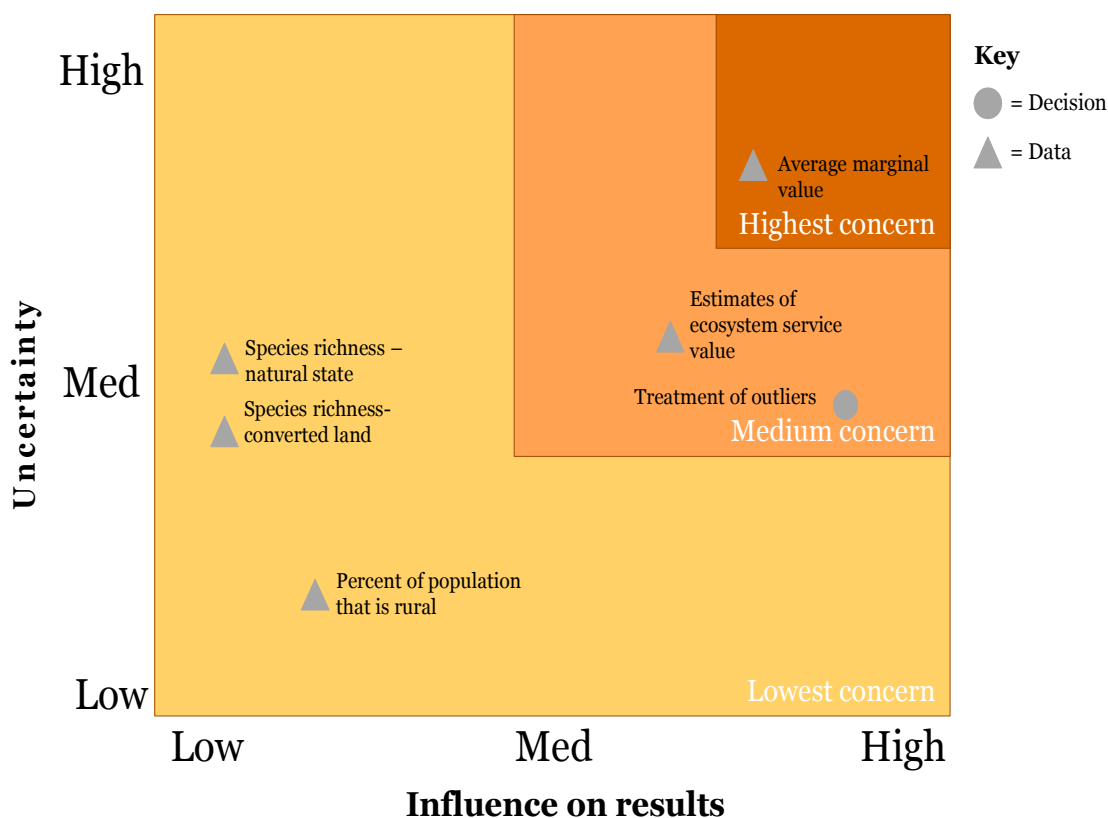 High
Key
= Decision
= Data
Average marginal
value
Highest concern
Uncertainty
Estimates of
ecosystem service
value
Species richness –
natural state
Med
Treatment of outliers
Species richness-
converted land
Medium concern
Percent of population
that is rural
Low
Lowest concern
Low
Med
High
Influence on results